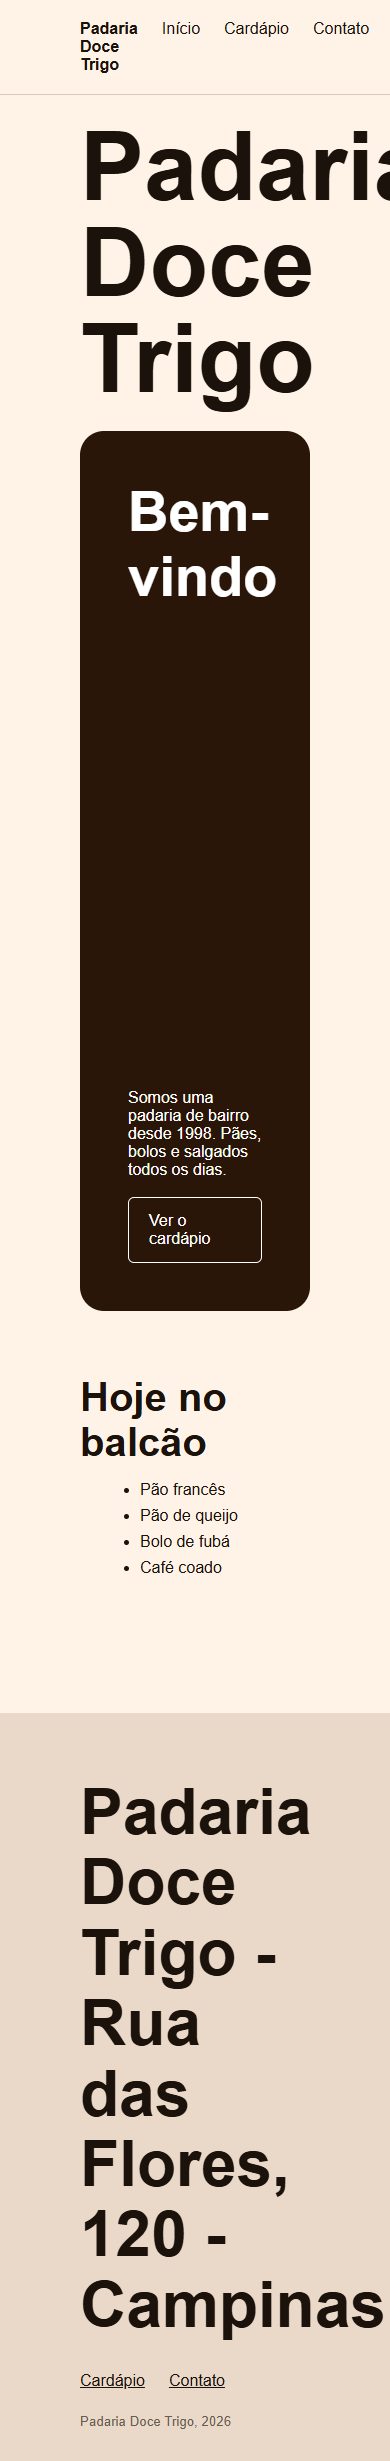 Padaria Início Cardápio Contato
Doce
Trigo
Padaria
Doce
Trigo
Bem-
vindo
Somos uma
padaria de bairro
desde 1998. Pães,
bolos e salgados
todos os dias.
Ver o
cardápio
Hoje no
balcão
Pão francês
Pão de queijo
Bolo de fubá
Café coado
Padaria
Doce
Trigo -
Rua
das
Flores,
120 -
Campinas
Cardápio Contato
Padaria Doce Trigo, 2026